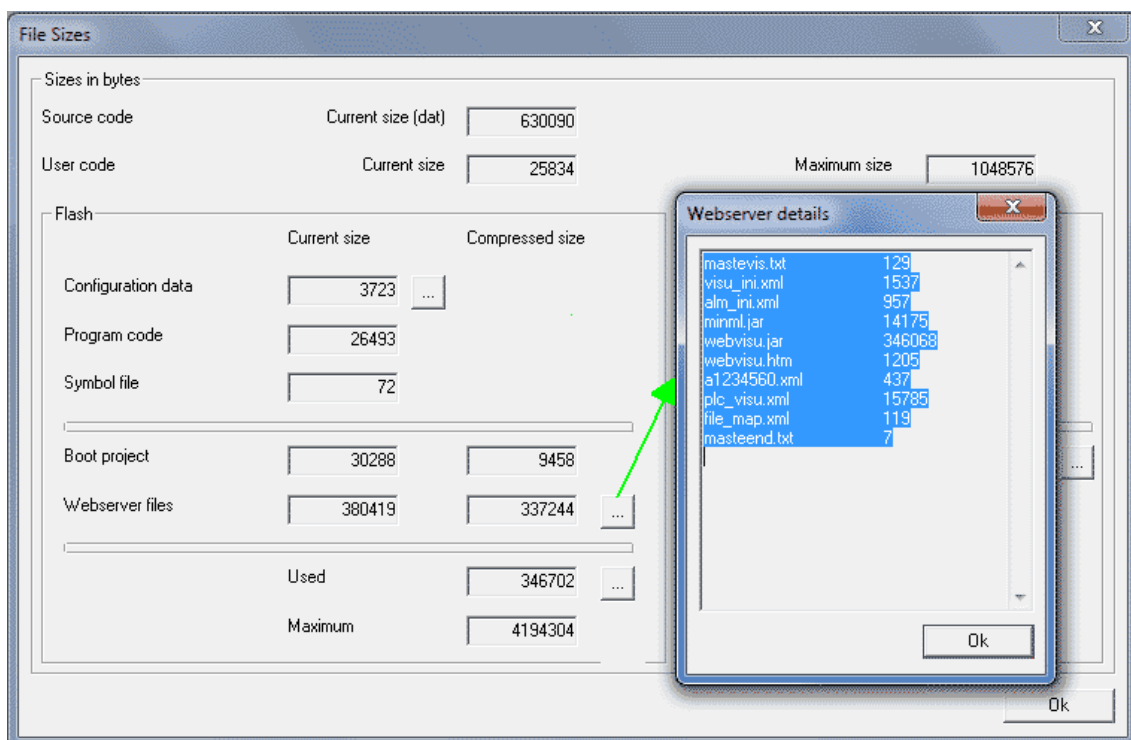 File Sizes
Sizes in bytes
Source code Current size (dat) 630090
User code Current size 25834 Maximum size 1048576
Flash
Current size Compressed size
Configuration data 3723 ...
Program code 26493
Symbol file 72
Boot project 30288 9458 ...
Webserver files 380419 337244 ...
Used 346702 ...
Maximum 4194304
Webserver details
mastevis.txt 129
visu_ini.xml 1537
alm_ini.xml 957
minml.jar 14175
webvisu.jar 346068
webvisu.htm 1205
a1234560.xml 437
plc_visu.xml 15785
file_map.xml 119
masteend.txt 7
Ok
Ok